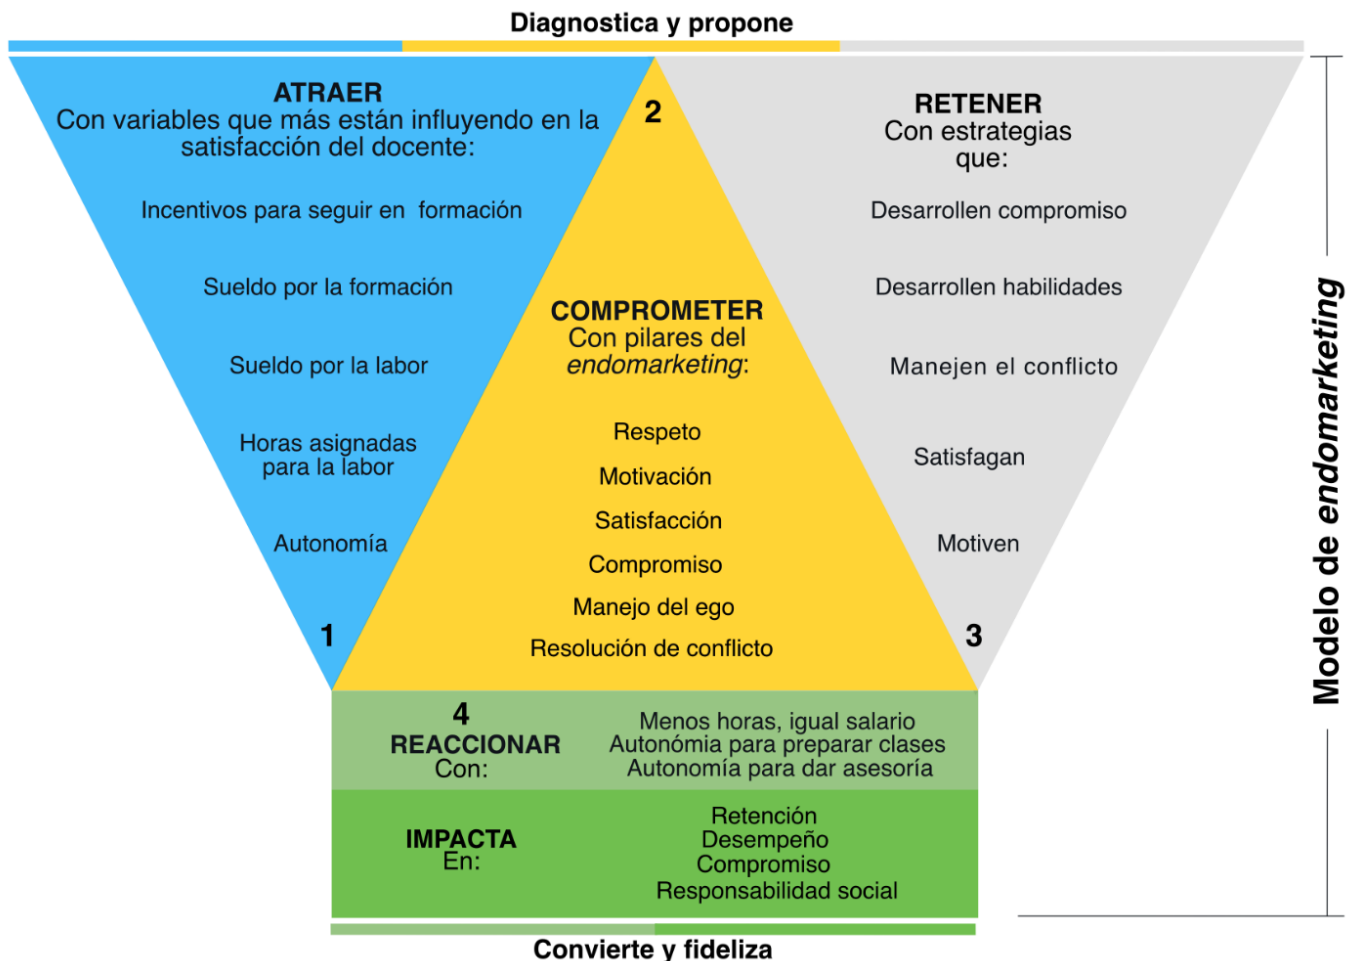 Diagnostica y propone
ATRAER
Con variables que más están influyendo en la
satisfacción del docente:
Incentivos para seguir en formación
Sueldo por la formación
Sueldo por la labor
Horas asignadas
para la labor
Autonomía
1
2
COMPROMETER
Con pilares del
endomarketing:
Respeto
Motivación
Satisfacción
Compromiso
Manejo del ego
Resolución de conflicto
RETENER
Con estrategias
que:
Desarrollen compromiso
Desarrollen habilidades
Manejen el conflicto
Satisfagan
Motiven
3
4
REACCIONAR
Con:
Menos horas, igual salario
Autonómia para preparar clases
Autonomía para dar asesoría
IMPACTA
En:
Retención
Desempeño
Compromiso
Responsabilidad social
Convierte y fideliza
Modelo de endomarketing